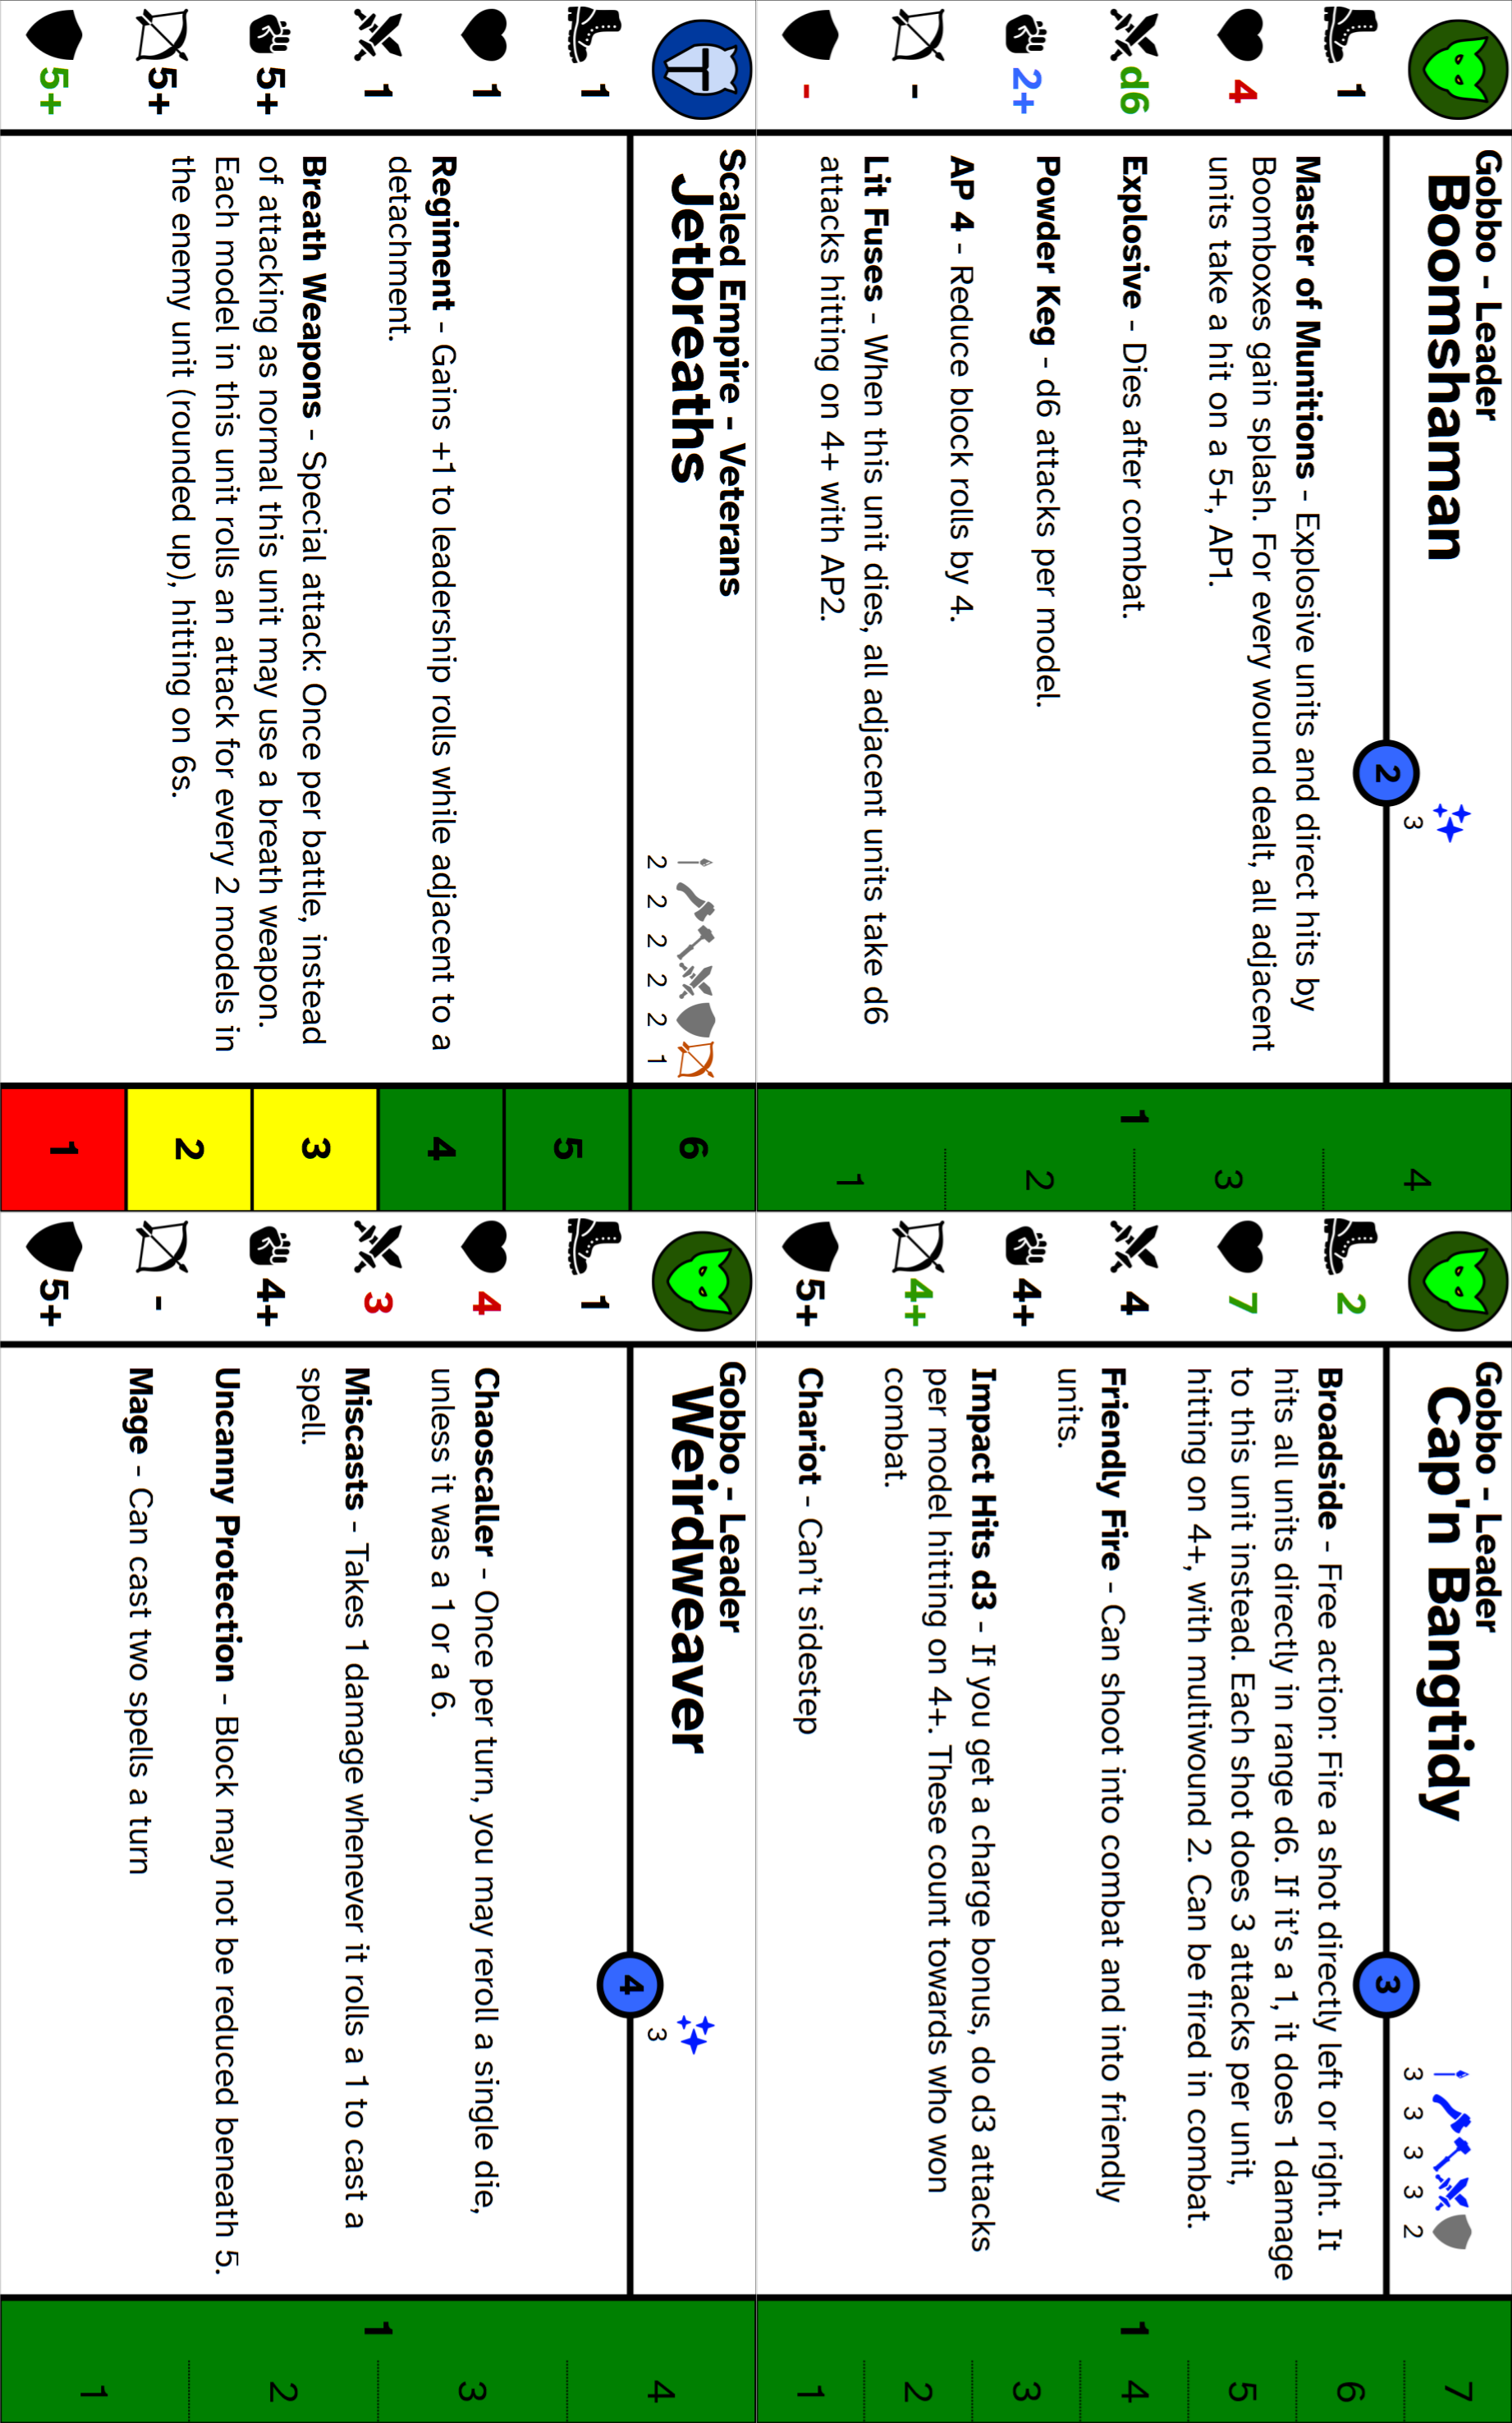 Gobbo - Leader
Boomshaman
2
3
1
4
d6
2+
-
-
Master of Munitions - Explosive units and direct hits by
Boomboxes gain splash. For every wound dealt, all adjacent
units take a hit on a 5+, AP1.
Explosive - Dies after combat.
Powder Keg - d6 attacks per model.
AP 4 - Reduce block rolls by 4.
Lit Fuses - When this unit dies, all adjacent units take d6
attacks hitting on 4+ with AP2.
1
4
3
2
1
Gobbo - Leader
Cap'n Bangtidy
3
3 3 3 3 2
2
7
4
4+
4+
5+
Broadside - Free action: Fire a shot directly left or right. It
hits all units directly in range d6. If it's a 1, it does 1 damage
to this unit instead. Each shot does 3 attacks per unit,
hitting on 4+, with multiwound 2. Can be fired in combat.
Friendly Fire - Can shoot into combat and into friendly
units.
Impact Hits d3 - If you get a charge bonus, do d3 attacks
per model hitting on 4+. These count towards who won
combat.
Chariot - Can't sidestep
1
7
6
5
4
3
2
1
Scaled Empire - Veterans
Jetbreaths
2 2 2 2 2 1
1
1
1
5+
5+
5+
Regiment - Gains +1 to leadership rolls while adjacent to a
detachment.
Breath Weapons - Special attack: Once per battle, instead
of attacking as normal this unit may use a breath weapon.
Each model in this unit rolls an attack for every 2 models in
the enemy unit (rounded up), hitting on 6s.
6
5
4
3
2
1
Gobbo - Leader
Weirdweaver
4
3
1
4
3
4+
-
5+
Chaoscaller - Once per turn, you may reroll a single die,
unless it was a 1 or a 6.
Miscasts - Takes 1 damage whenever it rolls a 1 to cast a
spell.
Uncanny Protection - Block may not be reduced beneath 5.
Mage - Can cast two spells a turn
1
4
3
2
1